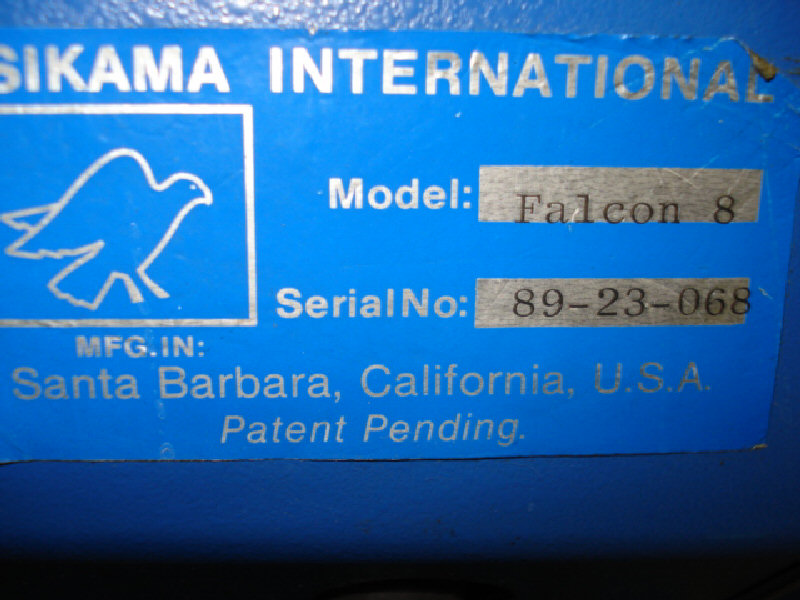 SIKAMA INTERNATIONAL
Model: Falcon 8
Serial No: 89-23-068
MFG.IN:
Santa Barbara, California, U.S.A.
Patent Pending.